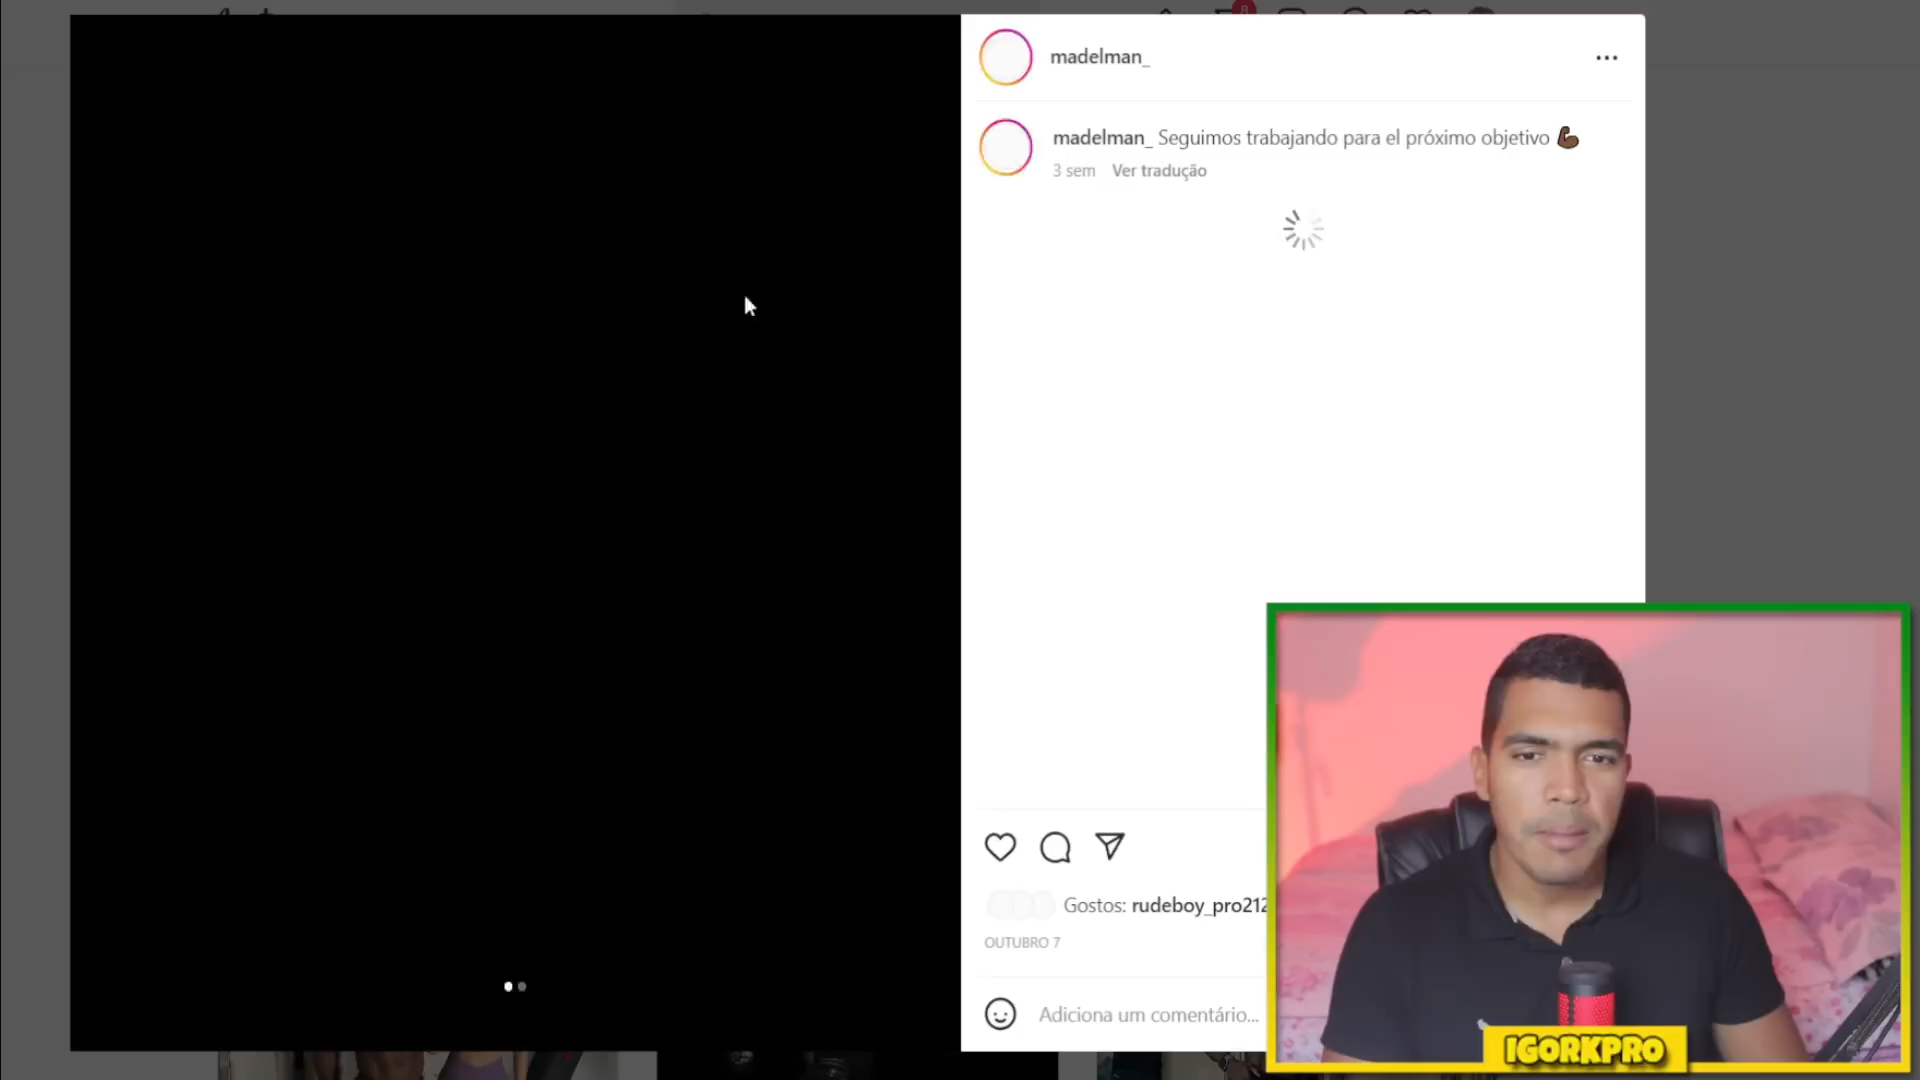 madelman_
madelman_ Seguimos trabajando para el próximo objetivo 💪🏿
3 sem Ver tradução
Gostos: rudeboy_pro212
OUTUBRO 7
Adiciona um comentário...
IGORKPRO